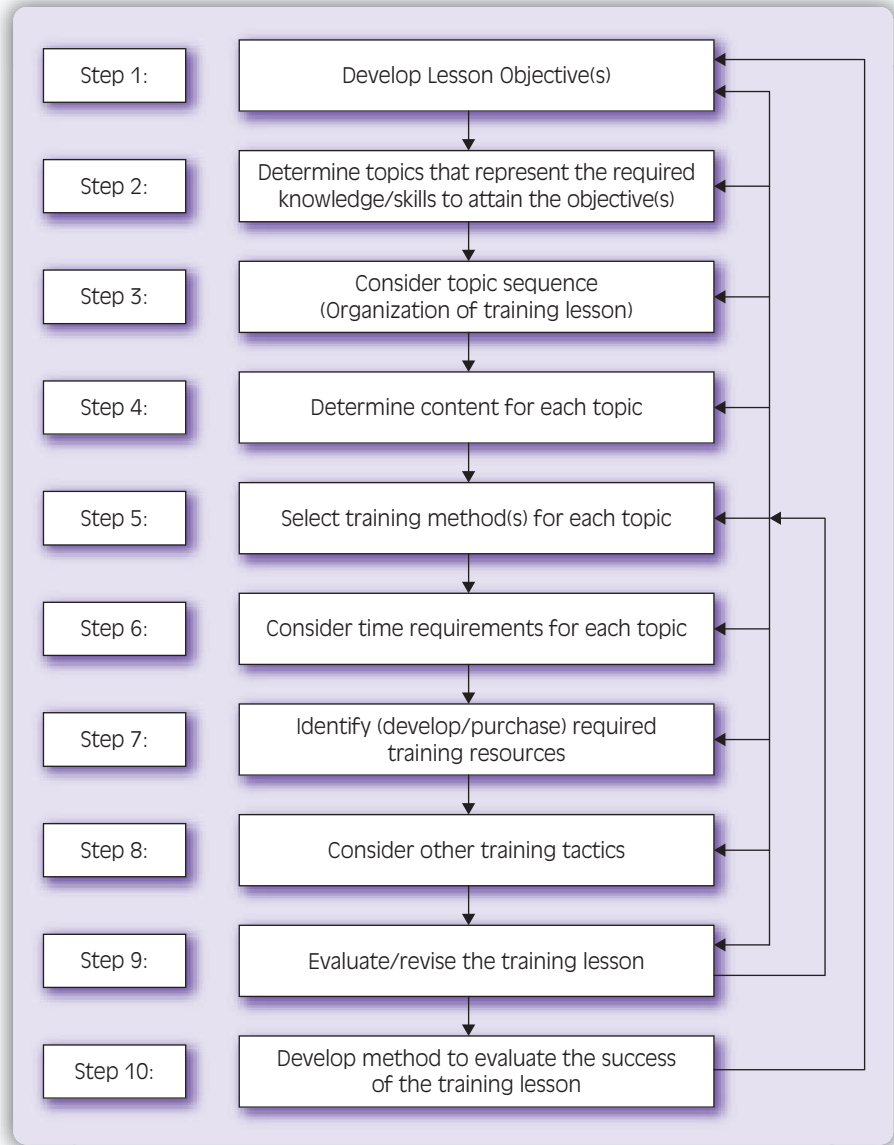 Step 1:
Develop Lesson Objective(s)
Step 2:
Determine topics that represent the required
knowledge/skills to attain the objective(s)
Step 3:
Consider topic sequence
(Organization of training lesson)
Step 4:
Determine content for each topic
Step 5:
Select training method(s) for each topic
Step 6:
Consider time requirements for each topic
Step 7:
Identify (develop/purchase) required
training resources
Step 8:
Consider other training tactics
Step 9:
Evaluate/revise the training lesson
Step 10:
Develop method to evaluate the success
of the training lesson